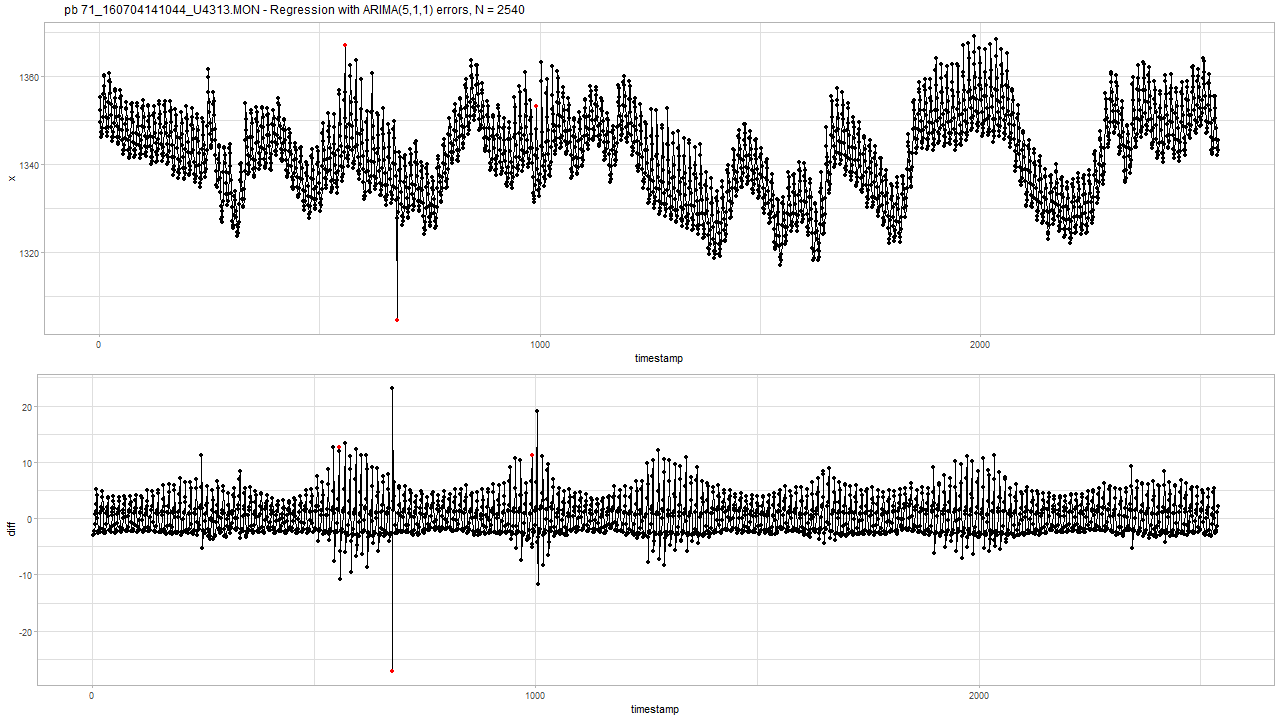 pb 71_160704141044_U4313.MON - Regression with ARIMA(5,1,1) errors, N = 2540
1360
1340
1320
x
0
1000
2000
timestamp
20
10
0
-10
-20
diff
0
1000
2000
timestamp